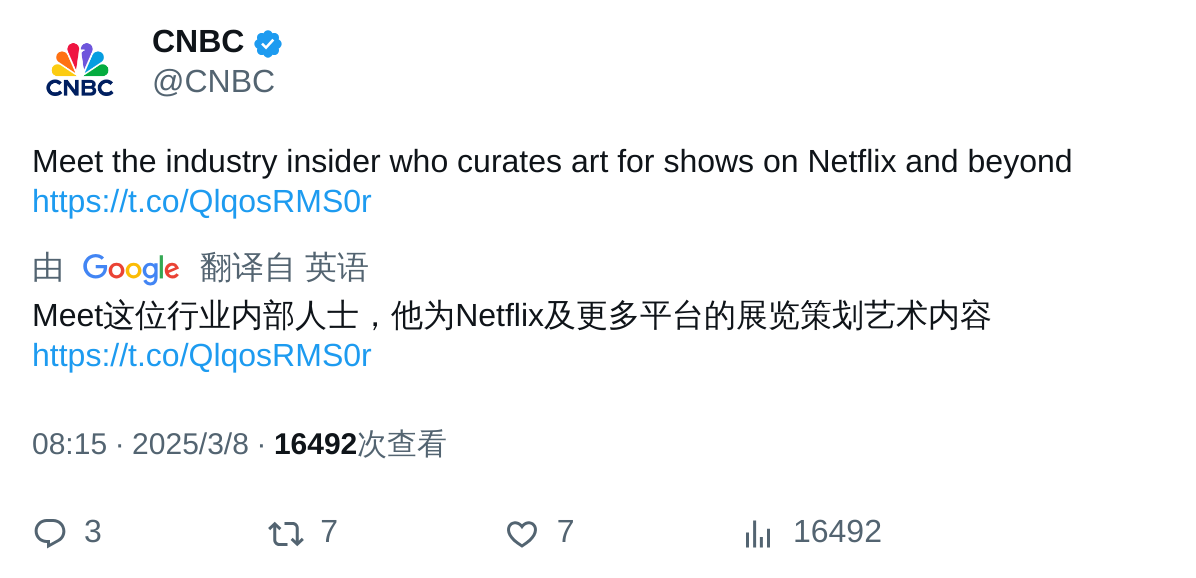 CNBC
CNBC
@CNBC
Meet the industry insider who curates art for shows on Netflix and beyond
https://t.co/QlqosRMS0r
由 Google 翻译自 英语
Meet这位行业内部人士，他为Netflix及更多平台的展览策划艺术内容
https://t.co/QlqosRMS0r
08:15 · 2025/3/8 · 16492次查看
3 7 7 16492